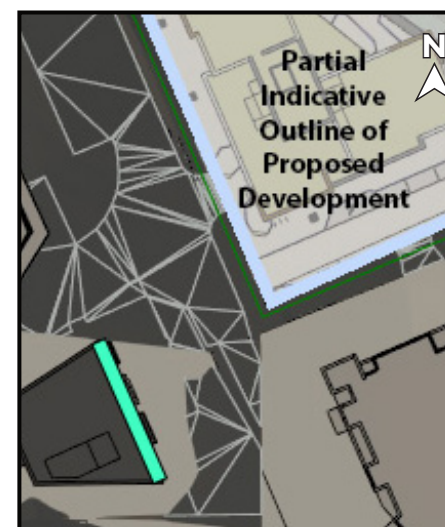 Partial
Indicative
Outline of
Proposed
Development
N